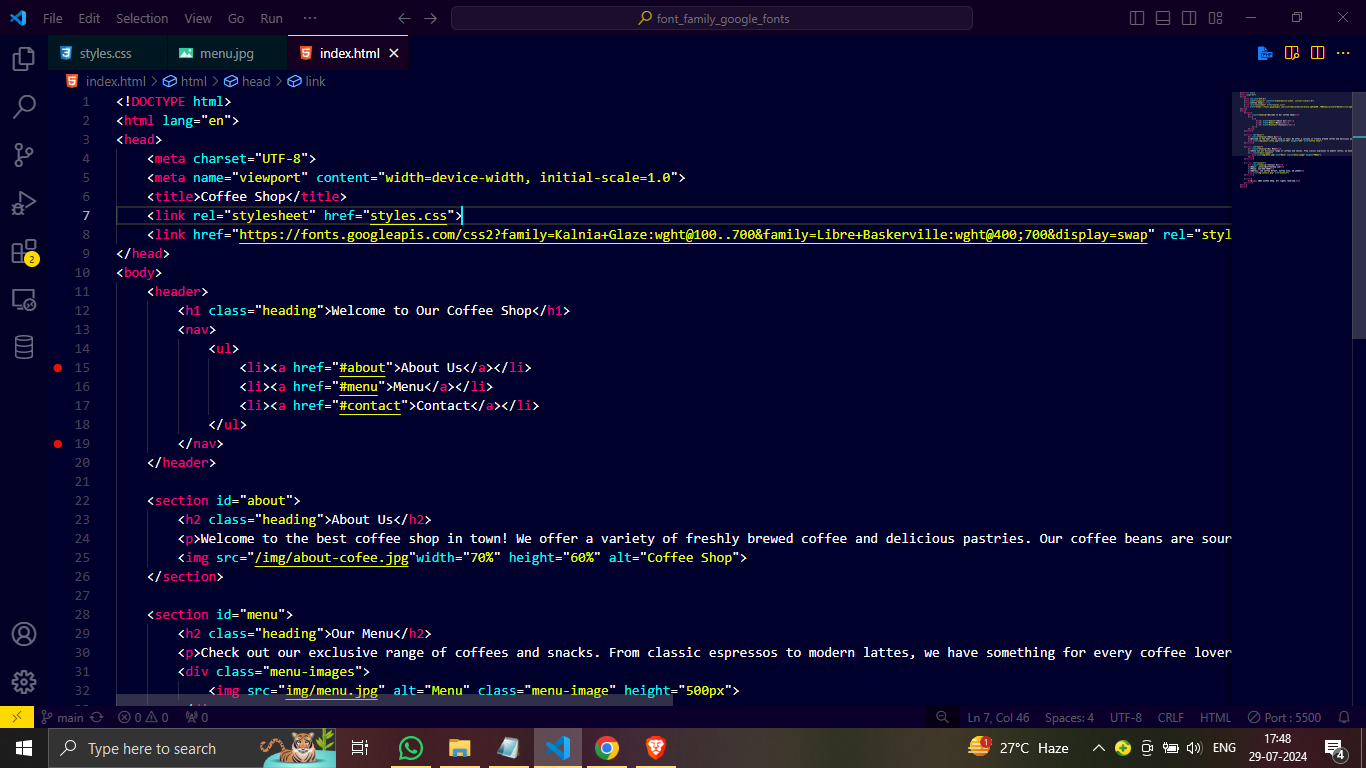 File Edit Selection View Go Run ··· font_family_google_fonts
styles.css menu.jpg index.html
index.html > html > head > link
1 <!DOCTYPE html>
2 <html lang="en">
3 <head>
4 <meta charset="UTF-8">
5 <meta name="viewport" content="width=device-width, initial-scale=1.0">
6 <title>Coffee Shop</title>
7 <link rel="stylesheet" href="styles.css">
8 <link href="https://fonts.googleapis.com/css2?family=Kalnia+Glaze:wght@100..700&family=Libre+Baskerville:wght@400;700&display=swap" rel="styl
9 </head>
10 <body>
11 <header>
12 <h1 class="heading">Welcome to Our Coffee Shop</h1>
13 <nav>
14 <ul>
15 <li><a href="#about">About Us</a></li>
16 <li><a href="#menu">Menu</a></li>
17 <li><a href="#contact">Contact</a></li>
18 </ul>
19 </nav>
20 </header>
21
22 <section id="about">
23 <h2 class="heading">About Us</h2>
24 <p>Welcome to the best coffee shop in town! We offer a variety of freshly brewed coffee and delicious pastries. Our coffee beans are sour
25 <img src="/img/about-cofee.jpg"width="70%" height="60%" alt="Coffee Shop">
26 </section>
27
28 <section id="menu">
29 <h2 class="heading">Our Menu</h2>
30 <p>Check out our exclusive range of coffees and snacks. From classic espressos to modern lattes, we have something for every coffee lover
31 <div class="menu-images">
32 <img src="img/menu.jpg" alt="Menu" class="menu-image" height="500px">
2
main 0 0 0 Ln 7, Col 46 Spaces: 4 UTF-8 CRLF HTML Port : 5500
Type here to search 1 27°C Haze ENG 17:48
29-07-2024 4